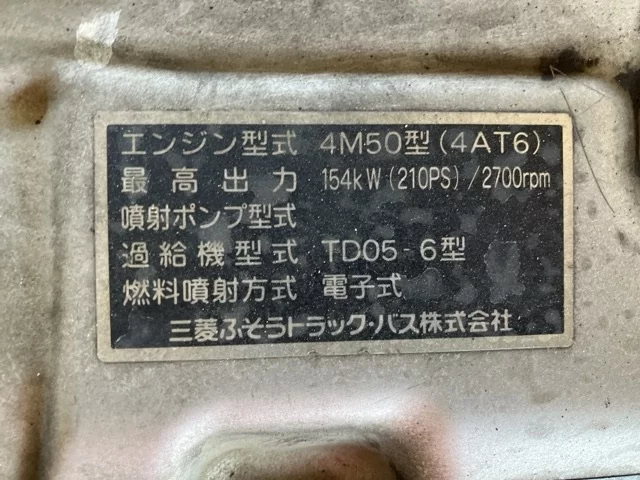 エンジン型式 4M50型(4AT6)
最高出力 154kW(210PS)/2700rpm
噴射ポンプ型式
過給機型式 TD05-6型
燃料噴射方式 電子式
三菱ふそうトラック・バス株式会社